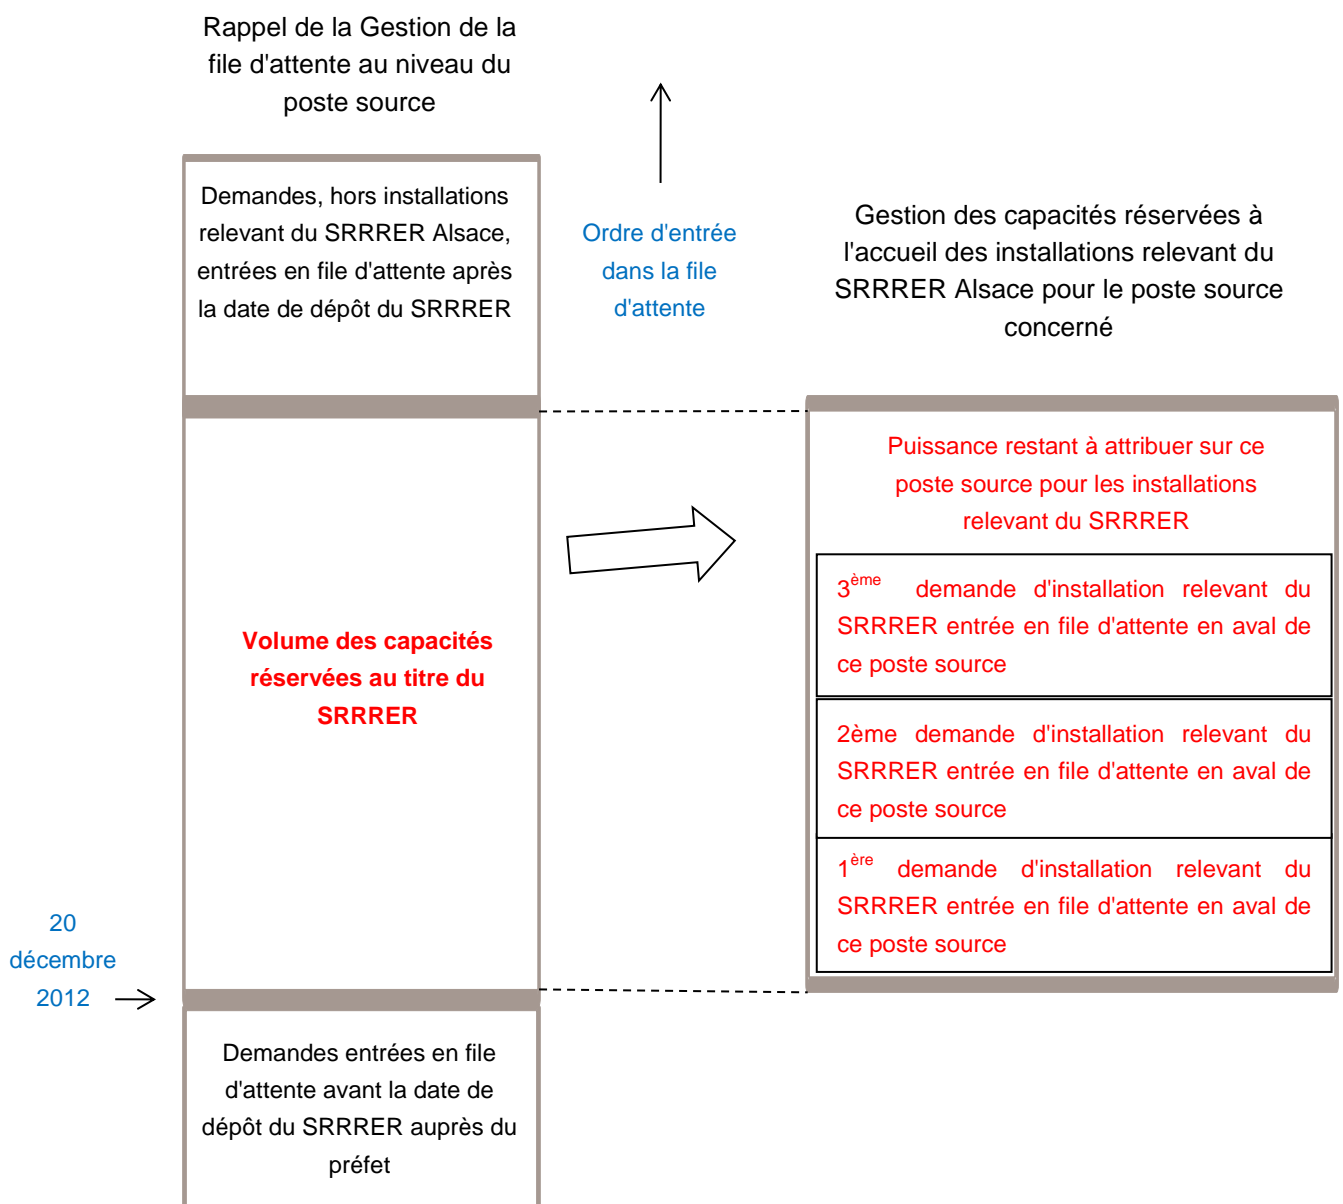 Rappel de la Gestion de la
file d'attente au niveau du
poste source
Demandes, hors installations
relevant du SRRRER Alsace,
entrées en file d'attente après
la date de dépôt du SRRRER
Ordre d'entrée
dans la file
d'attente
Gestion des capacités réservées à
l'accueil des installations relevant du
SRRRER Alsace pour le poste source
concerné
Volume des capacités
réservées au titre du
SRRRER
Puissance restant à attribuer sur ce
poste source pour les installations
relevant du SRRRER
3ème demande d'installation relevant du
SRRRER entrée en file d'attente en aval de
ce poste source
2ème demande d'installation relevant du
SRRRER entrée en file d'attente en aval de
ce poste source
1ère demande d'installation relevant du
SRRRER entrée en file d'attente en aval de
ce poste source
20
décembre
2012
Demandes entrées en file
d'attente avant la date de
dépôt du SRRRER auprès du
préfet